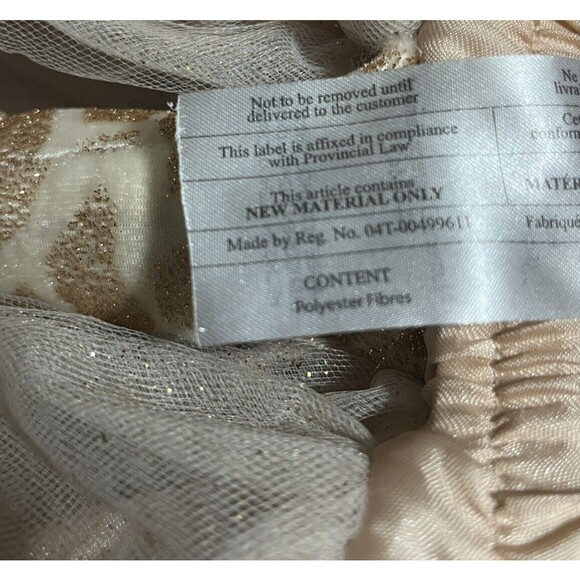 Not to be removed until
delivered to the customer
This label is affixed in compliance
with Provincial Law
This article contains
NEW MATERIAL ONLY
Made by Reg. No. 04T-00499611
CONTENT
Polyester Fibres
Ne
livra
Cet
conform
MATÉR
Fabriqué